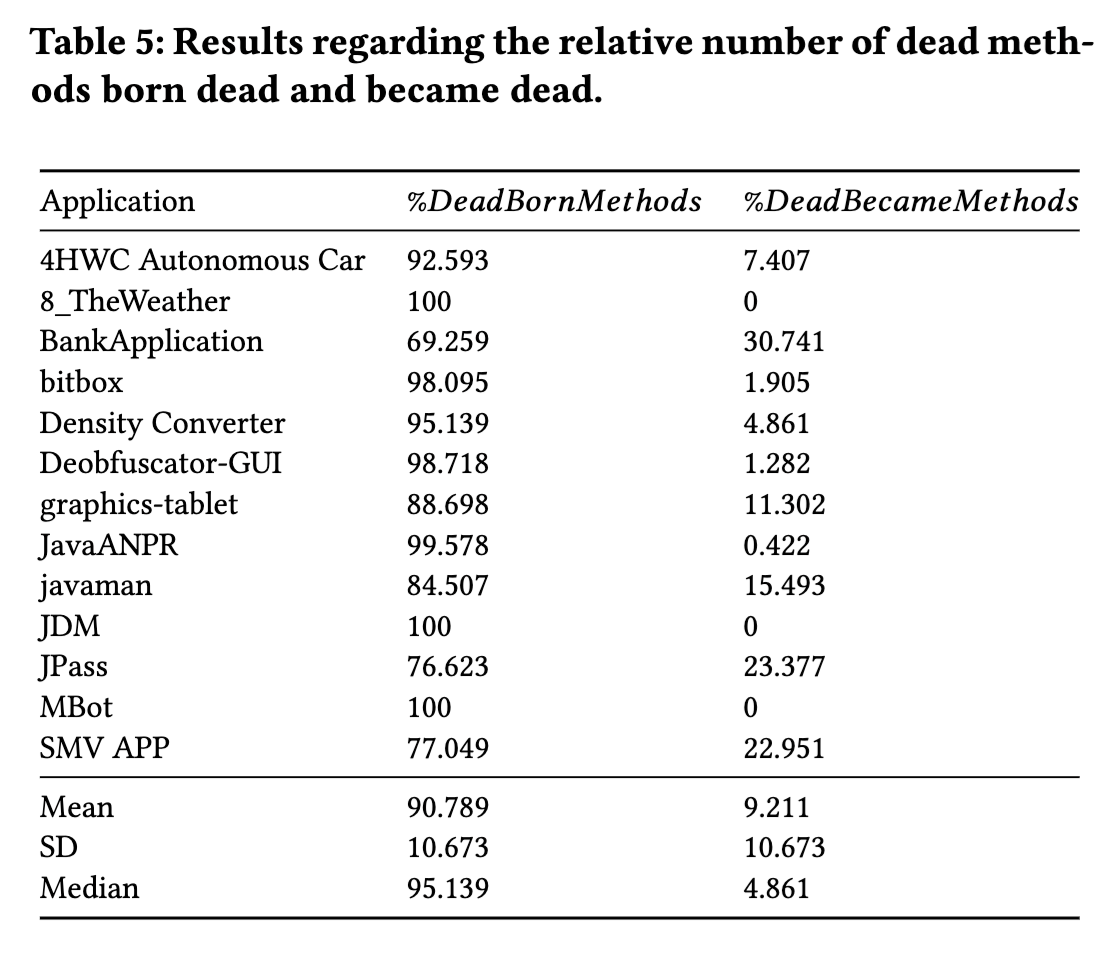 Table 5: Results regarding the relative number of dead meth-
ods born dead and became dead.
Application %DeadBornMethods %DeadBecameMethods
4HWC Autonomous Car 92.593 7.407
8_TheWeather 100 0
BankApplication 69.259 30.741
bitbox 98.095 1.905
Density Converter 95.139 4.861
Deobfuscator-GUI 98.718 1.282
graphics-tablet 88.698 11.302
JavaANPR 99.578 0.422
javaman 84.507 15.493
JDM 100 0
JPass 76.623 23.377
MBot 100 0
SMV APP 77.049 22.951
Mean 90.789 9.211
SD 10.673 10.673
Median 95.139 4.861